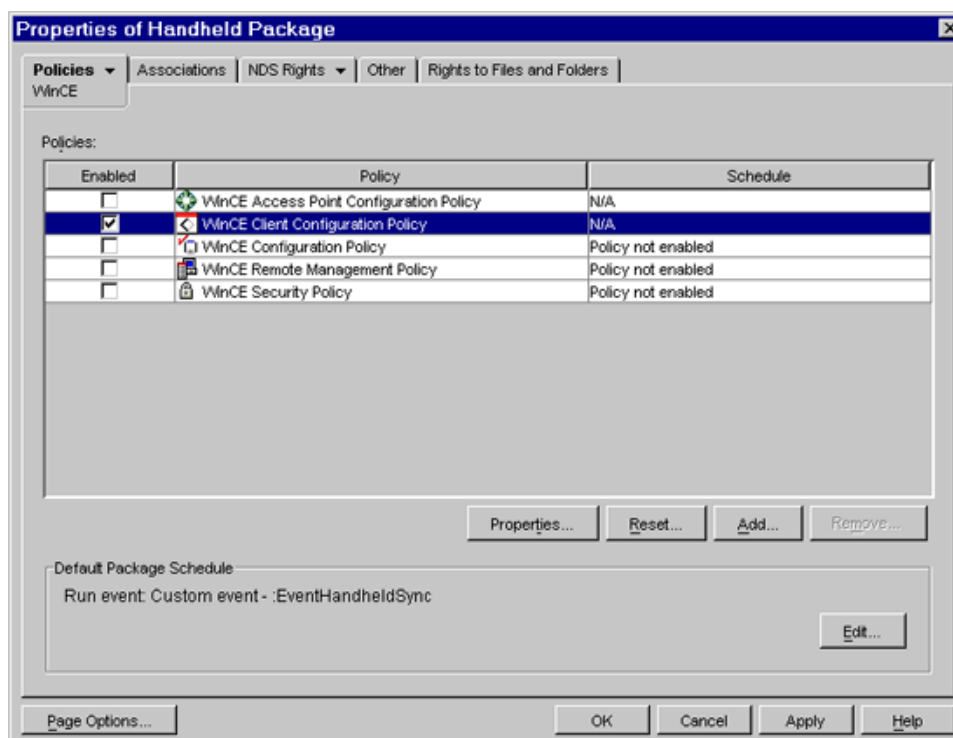 Properties of Handheld Package
Policies Associations NDS Rights Other Rights to Files and Folders
WinCE
Policies:
Enabled Policy Schedule
WinCE Access Point Configuration Policy N/A
WinCE Client Configuration Policy N/A
WinCE Configuration Policy Policy not enabled
WinCE Remote Management Policy Policy not enabled
WinCE Security Policy Policy not enabled
Properties... Reset... Add... Remove...
Default Package Schedule
Run event: Custom event - :EventHandheldSync
Edit...
Page Options... OK Cancel Apply Help